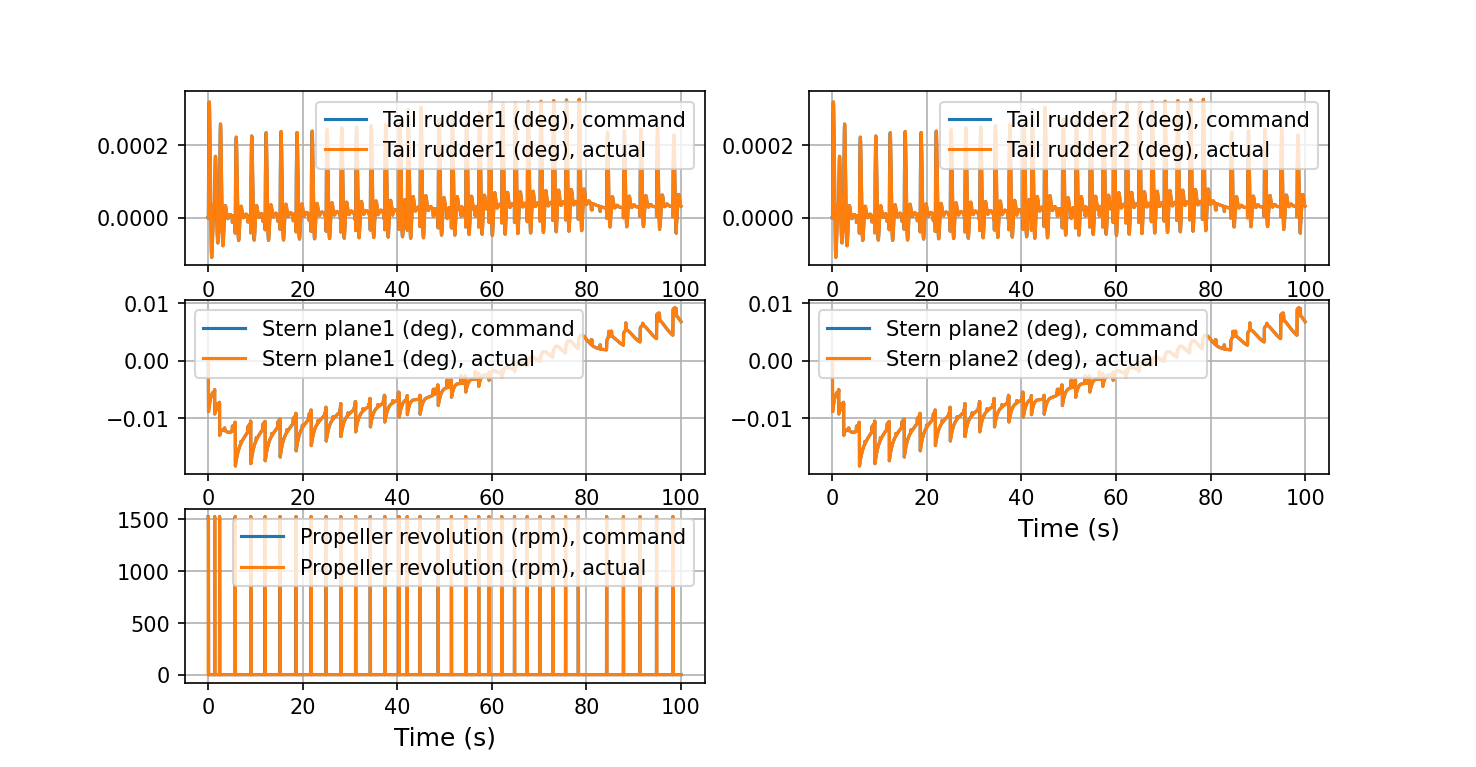 0.0002
0.0000
Tail rudder1 (deg), command
Tail rudder1 (deg), actual
0 20 40 60 80 100
0.0002
0.0000
Tail rudder2 (deg), command
Tail rudder2 (deg), actual
0 20 40 60 80 100
0.01
0.00
−0.01
Stern plane1 (deg), command
Stern plane1 (deg), actual
0 20 40 60 80 100
0.01
0.00
−0.01
Stern plane2 (deg), command
Stern plane2 (deg), actual
0 20 40 60 80 100
Time (s)
1500
1000
500
0
Propeller revolution (rpm), command
Propeller revolution (rpm), actual
0 20 40 60 80 100
Time (s)